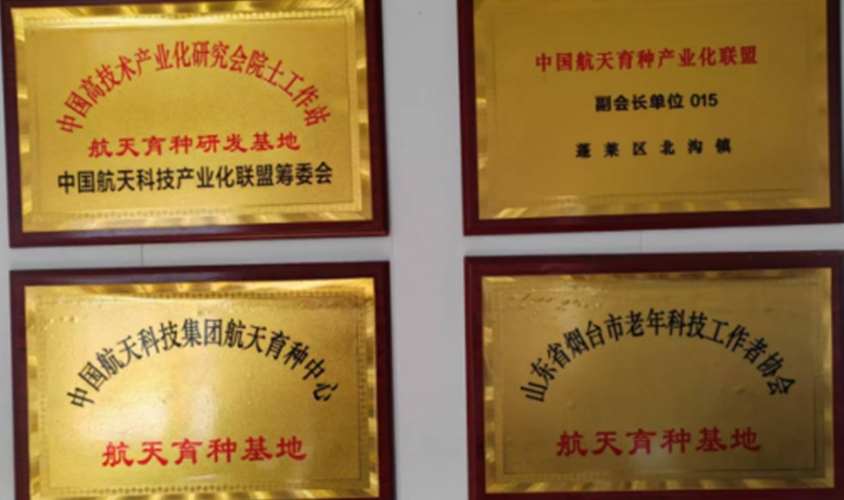 中国高技术产业化研究会院士工作站
航天育种研发基地
中国航天科技产业化联盟筹委会
中国航天育种产业化联盟
副会长单位 015
蓬莱区北沟镇
中国航天科技集团航天育种中心
航天育种基地
山东省烟台市老年科技工作者协会
航天育种基地